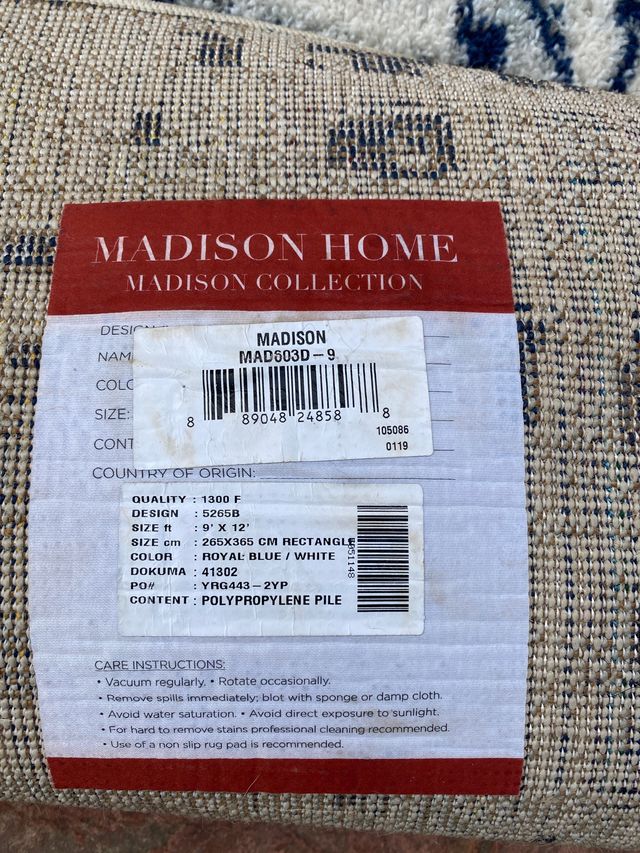 MADISON HOME
MADISON COLLECTION
MADISON
MAD603D-9
8 89048 24858 8
105086
0119
NAM
SIZE:
CONT
COUNTRY OF ORIGIN:
QUALITY : 1300 F
DESIGN : 5265B
SIZE ft : 9' X 12'
SIZE cm : 265X365 CM RECTANGLE
COLOR : ROYAL BLUE / WHITE
DOKUMA : 41302
PO# : YRG443-2YP
CONTENT : POLYPROPYLENE PILE
CARE INSTRUCTIONS:
• Vacuum regularly. • Rotate occasionally.
• Remove spills immediately; blot with sponge or damp cloth.
• Avoid water saturation. • Avoid direct exposure to sunlight.
• For hard to remove stains professional cleaning recommended.
• Use of a non slip rug pad is recommended.